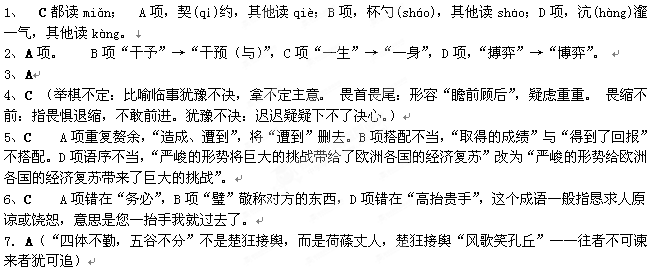 1、 C都读miǎn；  A项，契(qì)约，其他读qiè；B项，杯勺(sháo)，其他读shuo；D项，沆(hàng)瀣
一气，其他读kàng。
2、A项。  B项“干予”→“干预（与）”，C项“一生”→“一身”，D项，“搏弈”→“博弈”。
3、A
4、C （举棋不定：比喻临事犹豫不决，拿不定主意。 畏首畏尾：形容“瞻前顾后”，疑虑重重。 畏缩不
前：指畏惧退缩，不敢前进。犹豫不决：迟迟疑疑下不了决心。）
5、C  A项重复赘余，“造成、遭到”，将“遭到”删去。B项搭配不当，“取得的成绩”与“得到了回报”
不搭配。D项语序不当，“严峻的形势将巨大的挑战带给了欧洲各国的经济复苏”改为“严峻的形势给欧洲
各国的经济复苏带来了巨大的挑战”。
6、C  A项错在“务必”，B项“璧”敬称对方的东西，D项错在“高抬贵手”，这个成语一般指恳求人原
谅或饶恕，意思是您一抬手我就过去了。
7．A（“四体不勤，五谷不分”不是楚狂接舆，而是荷蓧丈人，楚狂接舆“风歌笑孔丘”——往者不可谏
来者犹可追）